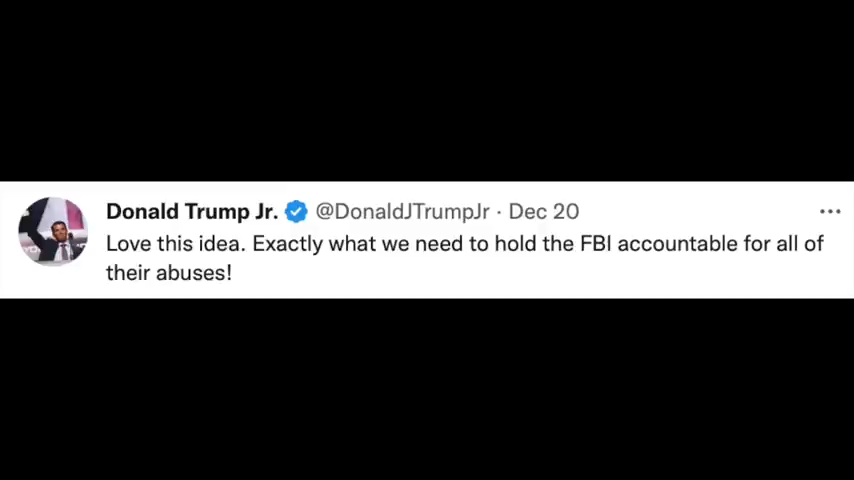 Donald Trump Jr. @DonaldJTrumpJr · Dec 20
Love this idea. Exactly what we need to hold the FBI accountable for all of
their abuses!